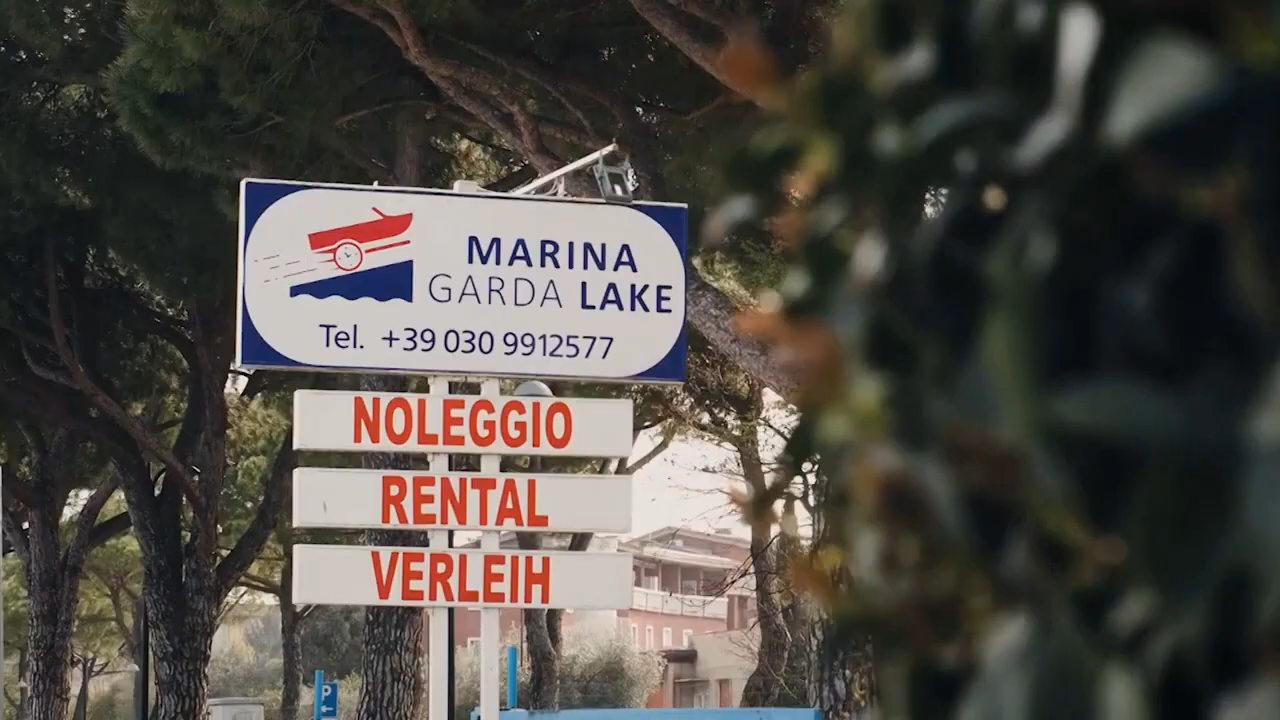 MARINA
GARDA LAKE
Tel. +39 030 9912577
NOLEGGIO
RENTAL
VERLEIH
P